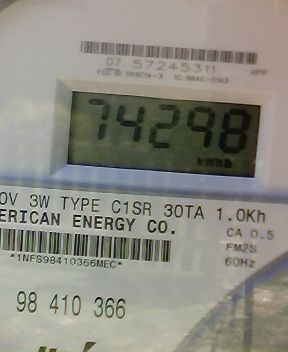 07 57245311
74298
kWh
0V 3W TYPE C1SR 30TA 1.0Kh
ERICAN ENERGY CO.
CA 0.5
FM2S
60Hz
*1NFS98410366MEC*
98 410 366